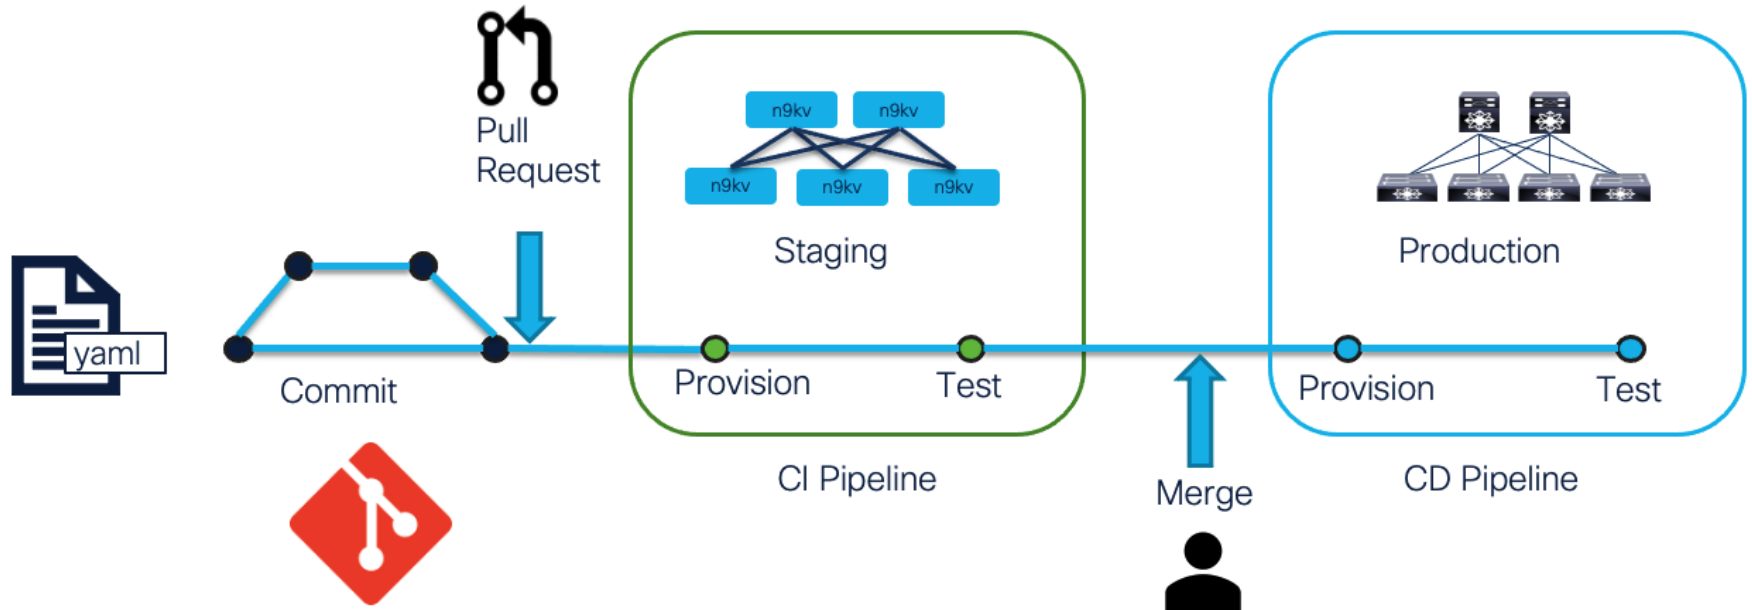 Pull
Request
n9kv
n9kv
n9kv
n9kv
n9kv
Staging
Production
yaml
Commit
Provision
Test
Provision
Test
CI Pipeline
Merge
CD Pipeline